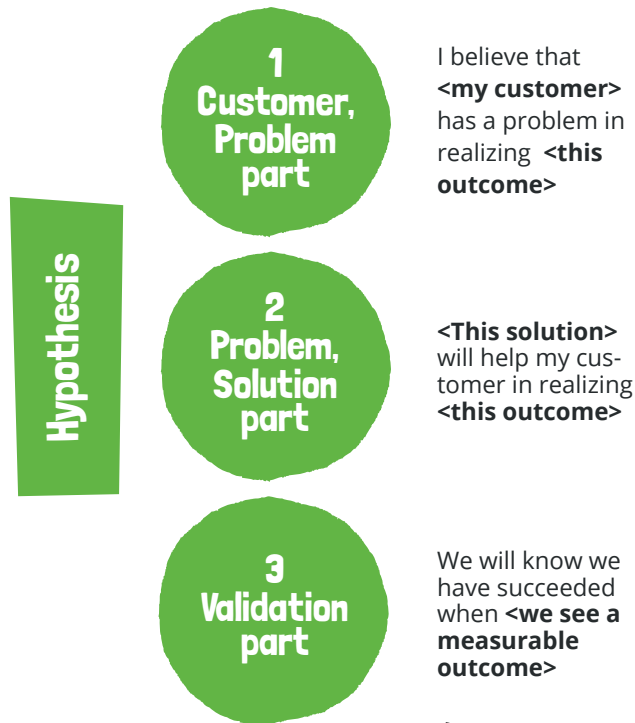 Hypothesis
1
Customer,
Problem
part
I believe that
<my customer>
has a problem in
realizing <this
outcome>
2
Problem,
Solution
part
<This solution>
will help my cus-
tomer in realizing
<this outcome>
3
Validation
part
We will know we
have succeeded
when <we see a
measurable
outcome>